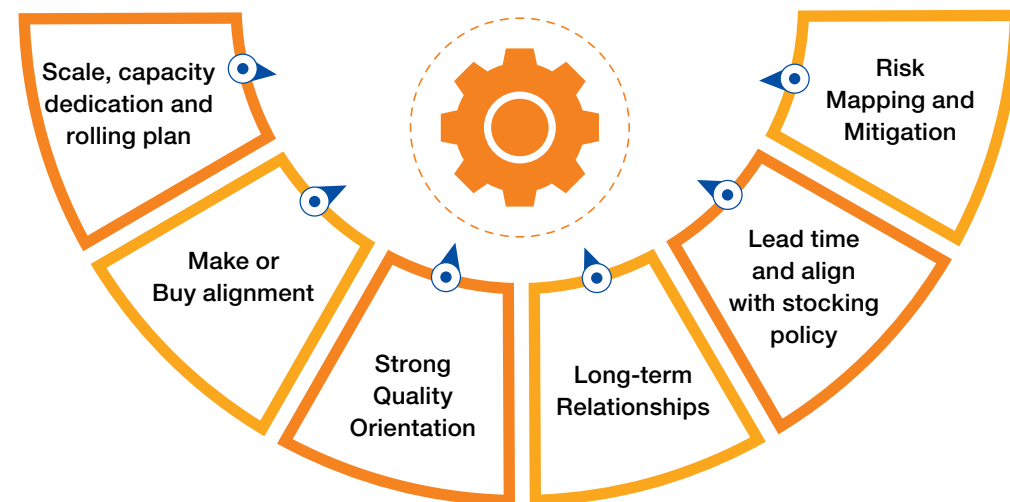 Scale, capacity
dedication and
rolling plan
Make or
Buy alignment
Strong
Quality
Orientation
Long-term
Relationships
Lead time
and align
with stocking
policy
Risk
Mapping and
Mitigation